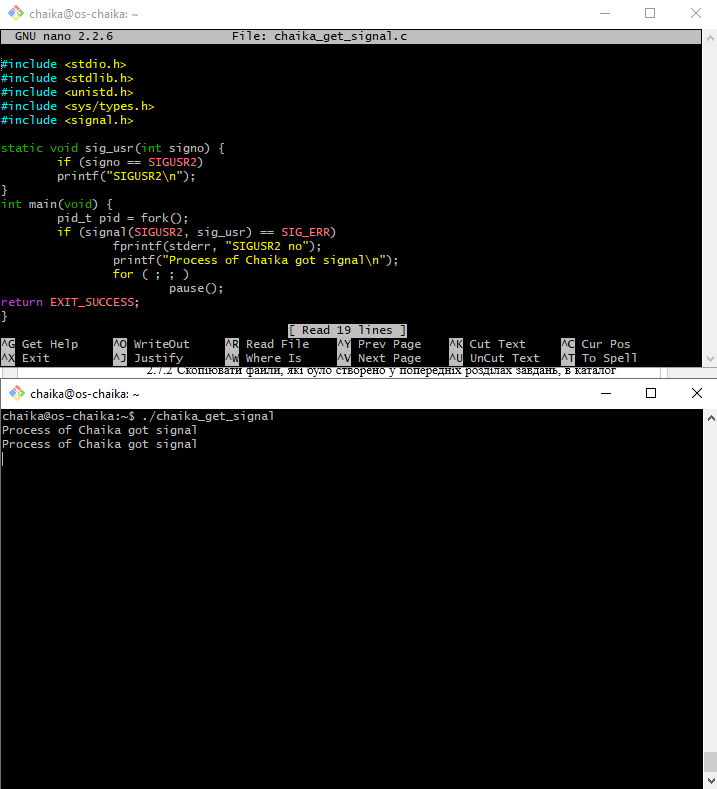 chaika@os-chaika: ~
GNU nano 2.2.6 File: chaika_get_signal.c
#include <stdio.h>
#include <stdlib.h>
#include <unistd.h>
#include <sys/types.h>
#include <signal.h>
static void sig_usr(int signo) {
if (signo == SIGUSR2)
printf("SIGUSR2\n");
}
int main(void) {
pid_t pid = fork();
if (signal(SIGUSR2, sig_usr) == SIG_ERR)
fprintf(stderr, "SIGUSR2 no");
printf("Process of Chaika got signal\n");
for ( ; ; )
pause();
return EXIT_SUCCESS;
}
[ Read 19 lines ]
^G Get Help ^O WriteOut ^R Read File ^Y Prev Page ^K Cut Text ^C Cur Pos
^X Exit ^J Justify ^W Where Is ^V Next Page ^U UnCut Text ^T To Spell
2.7.2 Скопіювати файли, які було створено у попередніх розділах завдань, в каталог
chaika@os-chaika: ~
chaika@os-chaika:~$ ./chaika_get_signal
Process of Chaika got signal
Process of Chaika got signal